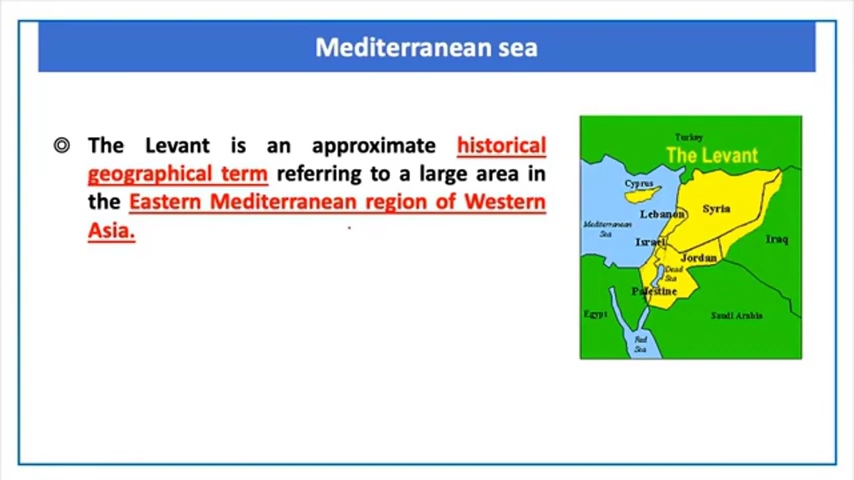 Mediterranean sea
The Levant is an approximate historical
geographical term referring to a large area in
the Eastern Mediterranean region of Western
Asia.
Turkey
The Levant
Cyprus
Syria
Lebanon
Mediterranean
Sea
Israel
Iraq
Jordan
Dead
Sea
Palestine
Egypt
Saudi Arabia
Red
Sea